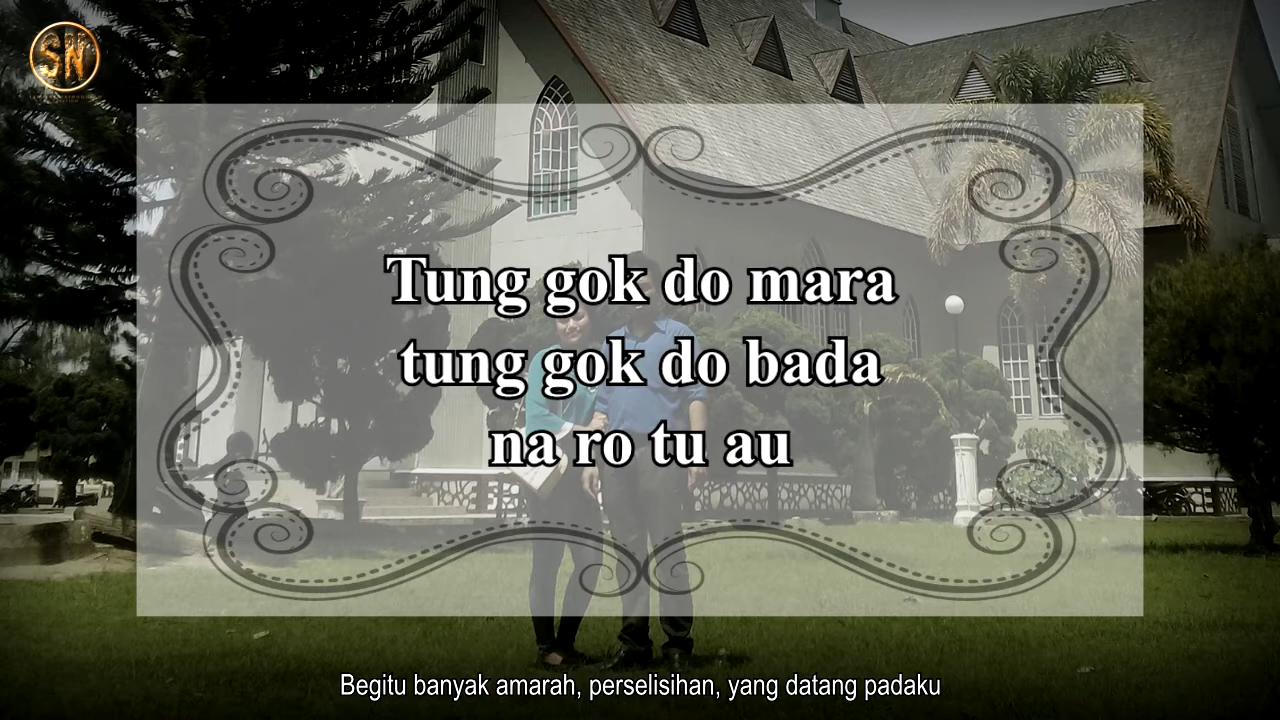 SN
Tung gok do mara
tung gok do bada
na ro tu au
Begitu banyak amarah, perselisihan, yang datang padaku